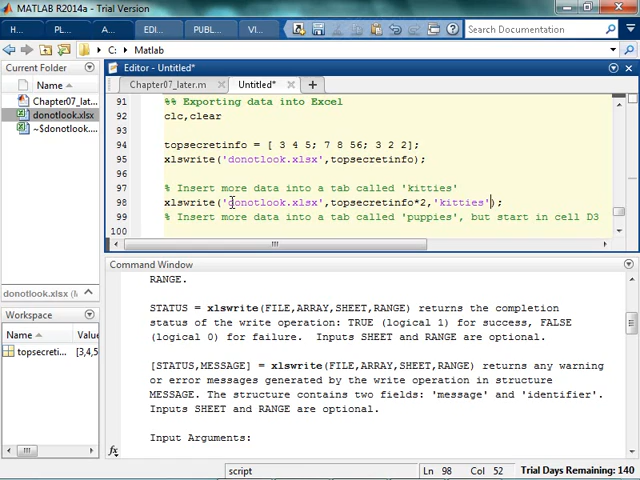 MATLAB R2014a - Trial Version
H...
P...
A...
EDIT...
PUBL...
VI...
Search Documentation
C:
Matlab
Current Folder
Name
Chapter07_lat...
donotlook.xlsx
~$donotlook.x...
donotlook.xlsx (...
Workspace
Name
Value
topsecreti...
[3,4,5
Editor - Untitled*
Chapter07_later.m
Untitled*
91 %% Exporting data into Excel
92 clc,clear
93
94 topsecretinfo = [ 3 4 5; 7 8 56; 3 2 2];
95 xlswrite('donotlook.xlsx',topsecretinfo);
96
97 % Insert more data into a tab called 'kitties'
98 xlswrite('donotlook.xlsx',topsecretinfo*2,'kitties');
99 % Insert more data into a tab called 'puppies', but start in cell D3
100
Command Window
RANGE.
STATUS = xlswrite(FILE,ARRAY,SHEET,RANGE) returns the completion
status of the write operation: TRUE (logical 1) for success, FALSE
(logical 0) for failure.  Inputs SHEET and RANGE are optional.
[STATUS,MESSAGE] = xlswrite(FILE,ARRAY,SHEET,RANGE) returns any warning
or error messages generated by the write operation in structure
MESSAGE. The structure contains two fields: 'message' and 'identifier'.
Inputs SHEET and RANGE are optional.
Input Arguments:
fx
script
Ln 98 Col 52
Trial Days Remaining: 140